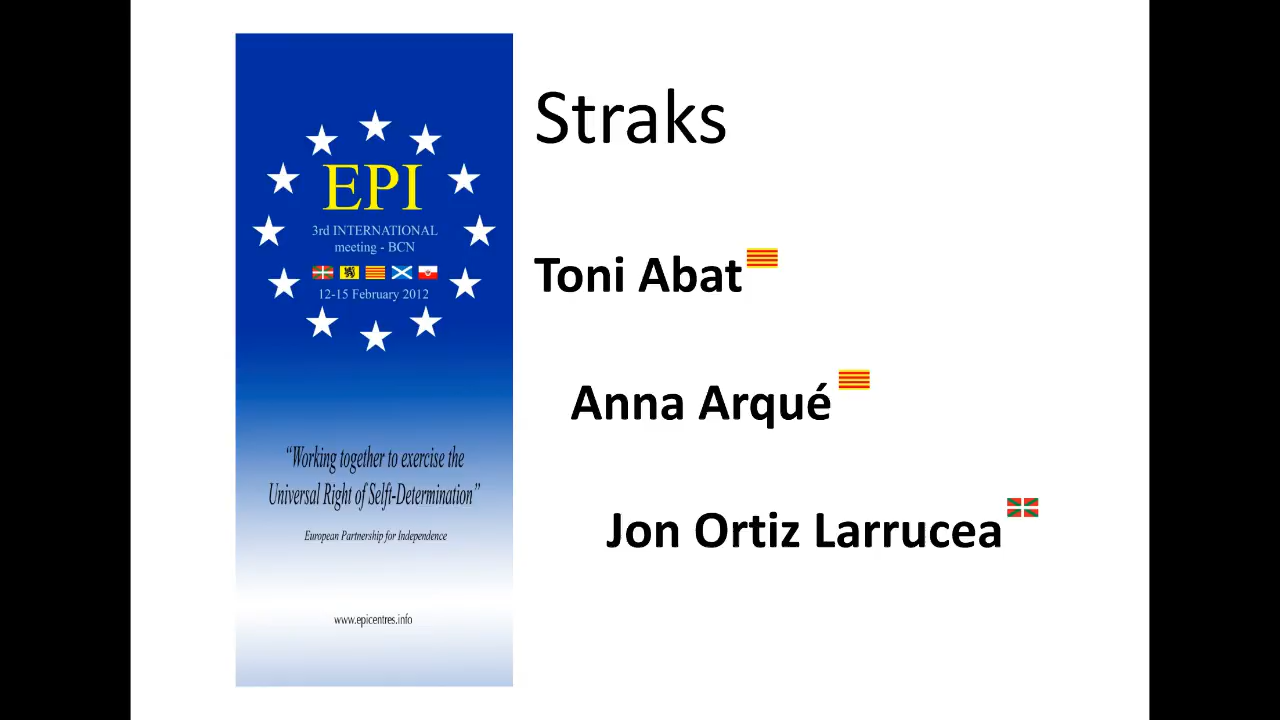 EPI
3rd INTERNATIONAL
meeting - BCN
12-15 February 2012
“Working together to exercise the
Universal Right of Selft-Determination”
European Partnership for Independence
www.epicentres.info
Straks
Toni Abat
Anna Arqué
Jon Ortiz Larrucea